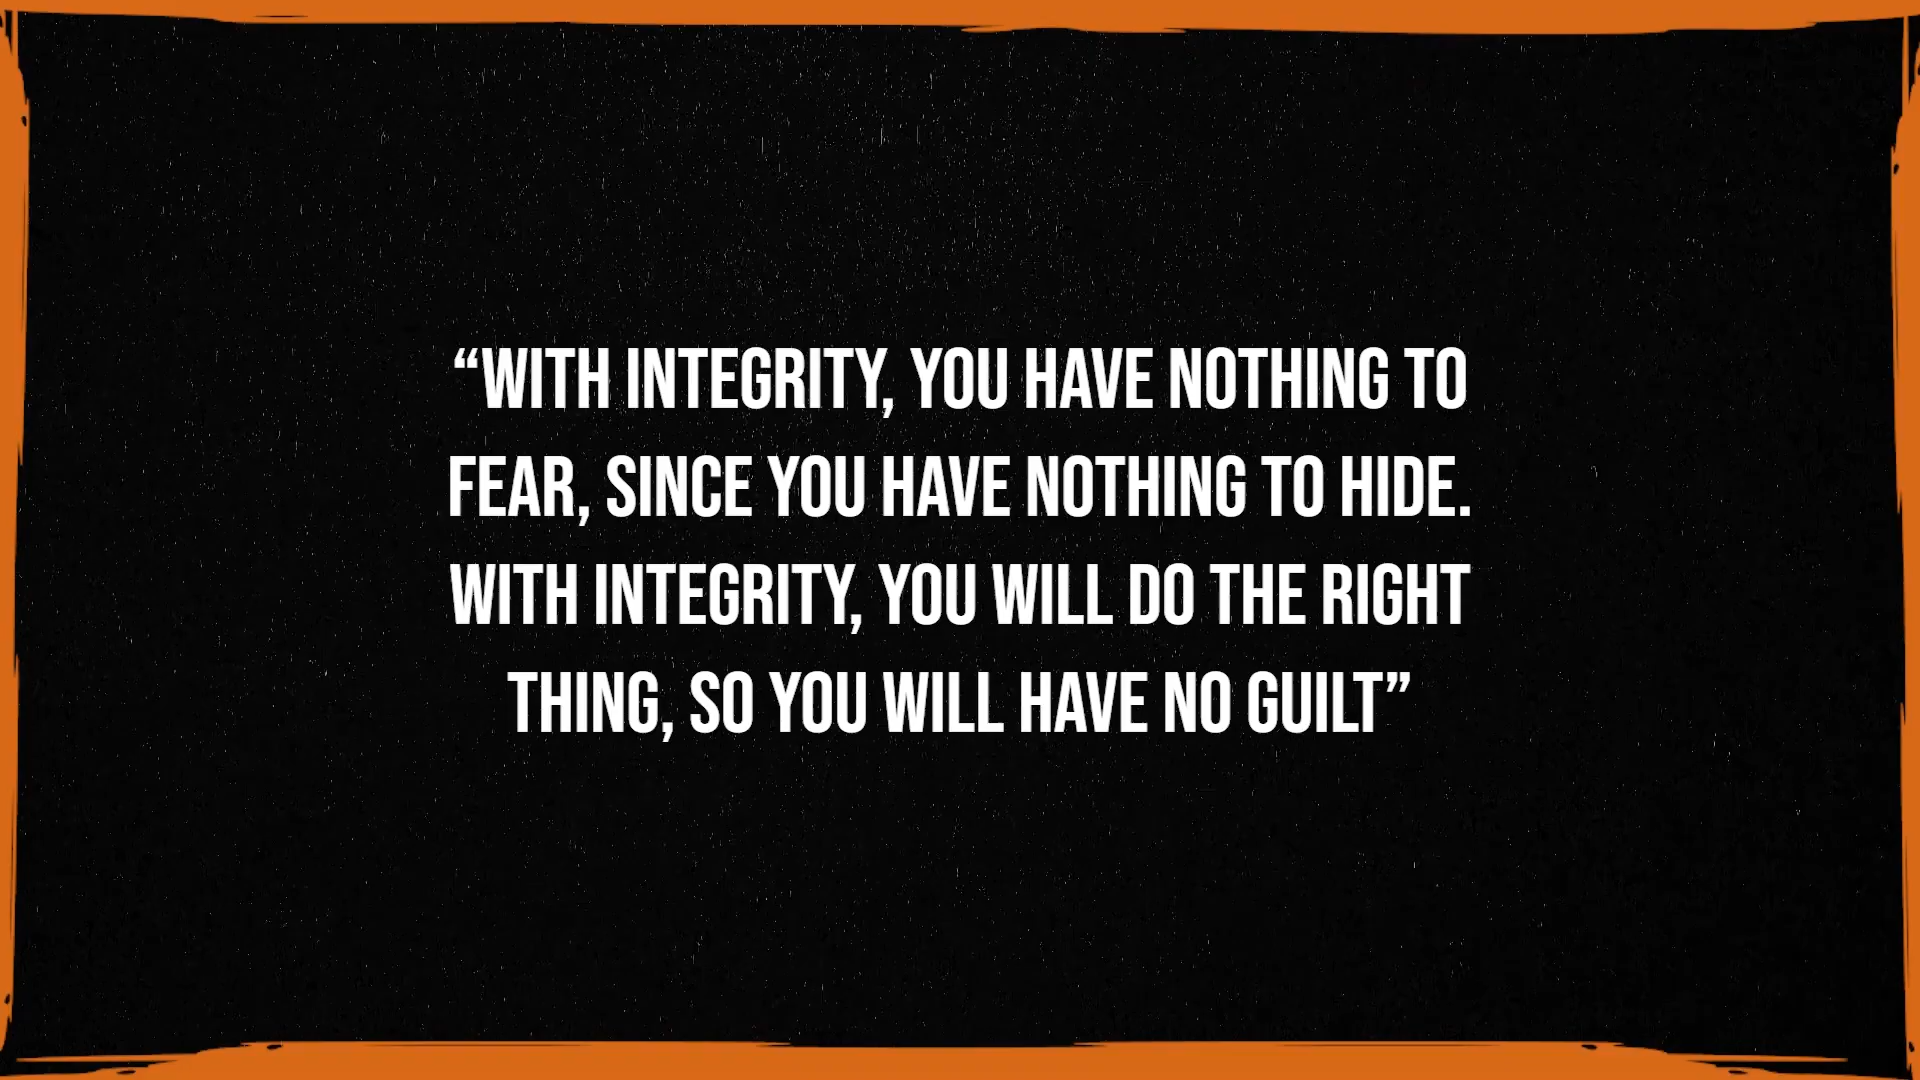 “WITH INTEGRITY, YOU HAVE NOTHING TO
FEAR, SINCE YOU HAVE NOTHING TO HIDE.
WITH INTEGRITY, YOU WILL DO THE RIGHT
THING, SO YOU WILL HAVE NO GUILT”